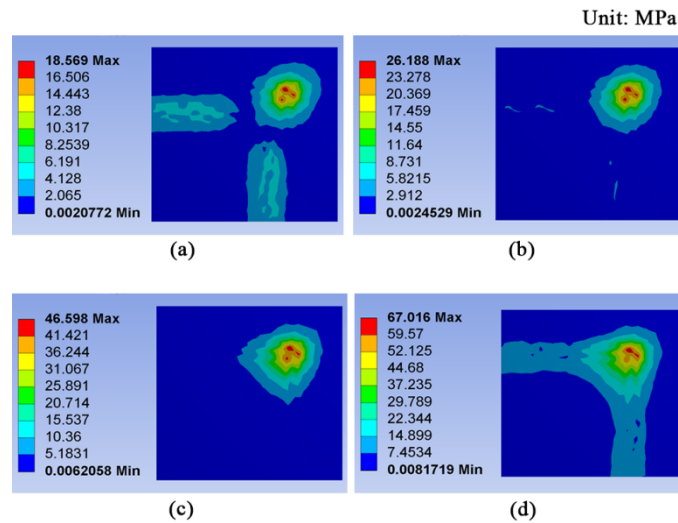 Unit: MPa
18.569 Max
16.506
14.443
12.38
10.317
8.2539
6.191
4.128
2.065
0.0020772 Min
(a)
26.188 Max
23.278
20.369
17.459
14.55
11.64
8.731
5.8215
2.912
0.0024529 Min
(b)
46.598 Max
41.421
36.244
31.067
25.891
20.714
15.537
10.36
5.1831
0.0062058 Min
(c)
67.016 Max
59.57
52.125
44.68
37.235
29.789
22.344
14.899
7.4534
0.0081719 Min
(d)